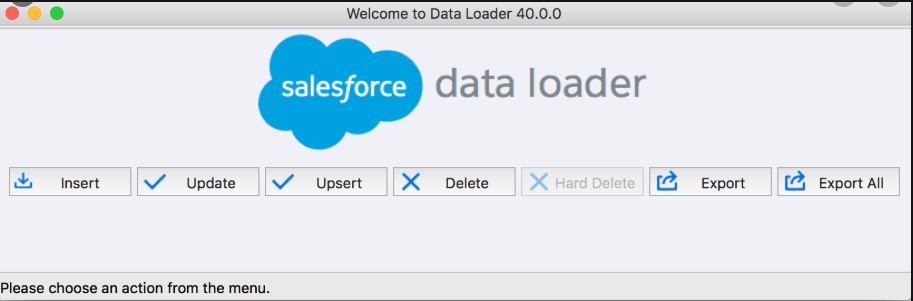 Welcome to Data Loader 40.0.0
salesforce data loader
Insert Update Upsert Delete Hard Delete Export Export All
Please choose an action from the menu.